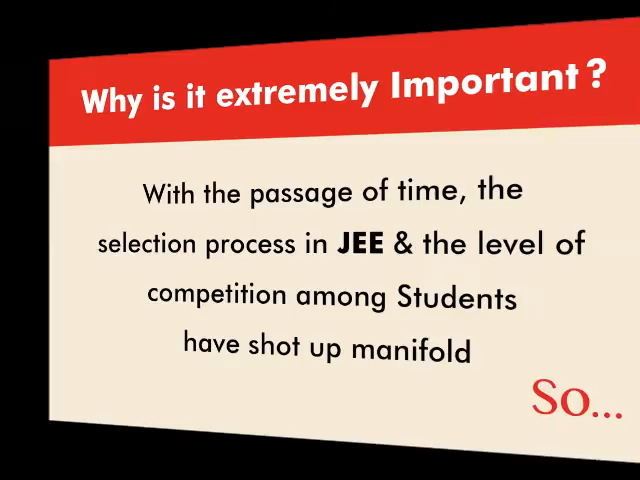 Why is it extremely Important ?
With the passage of time, the
selection process in JEE & the level of
competition among Students
have shot up manifold
So...